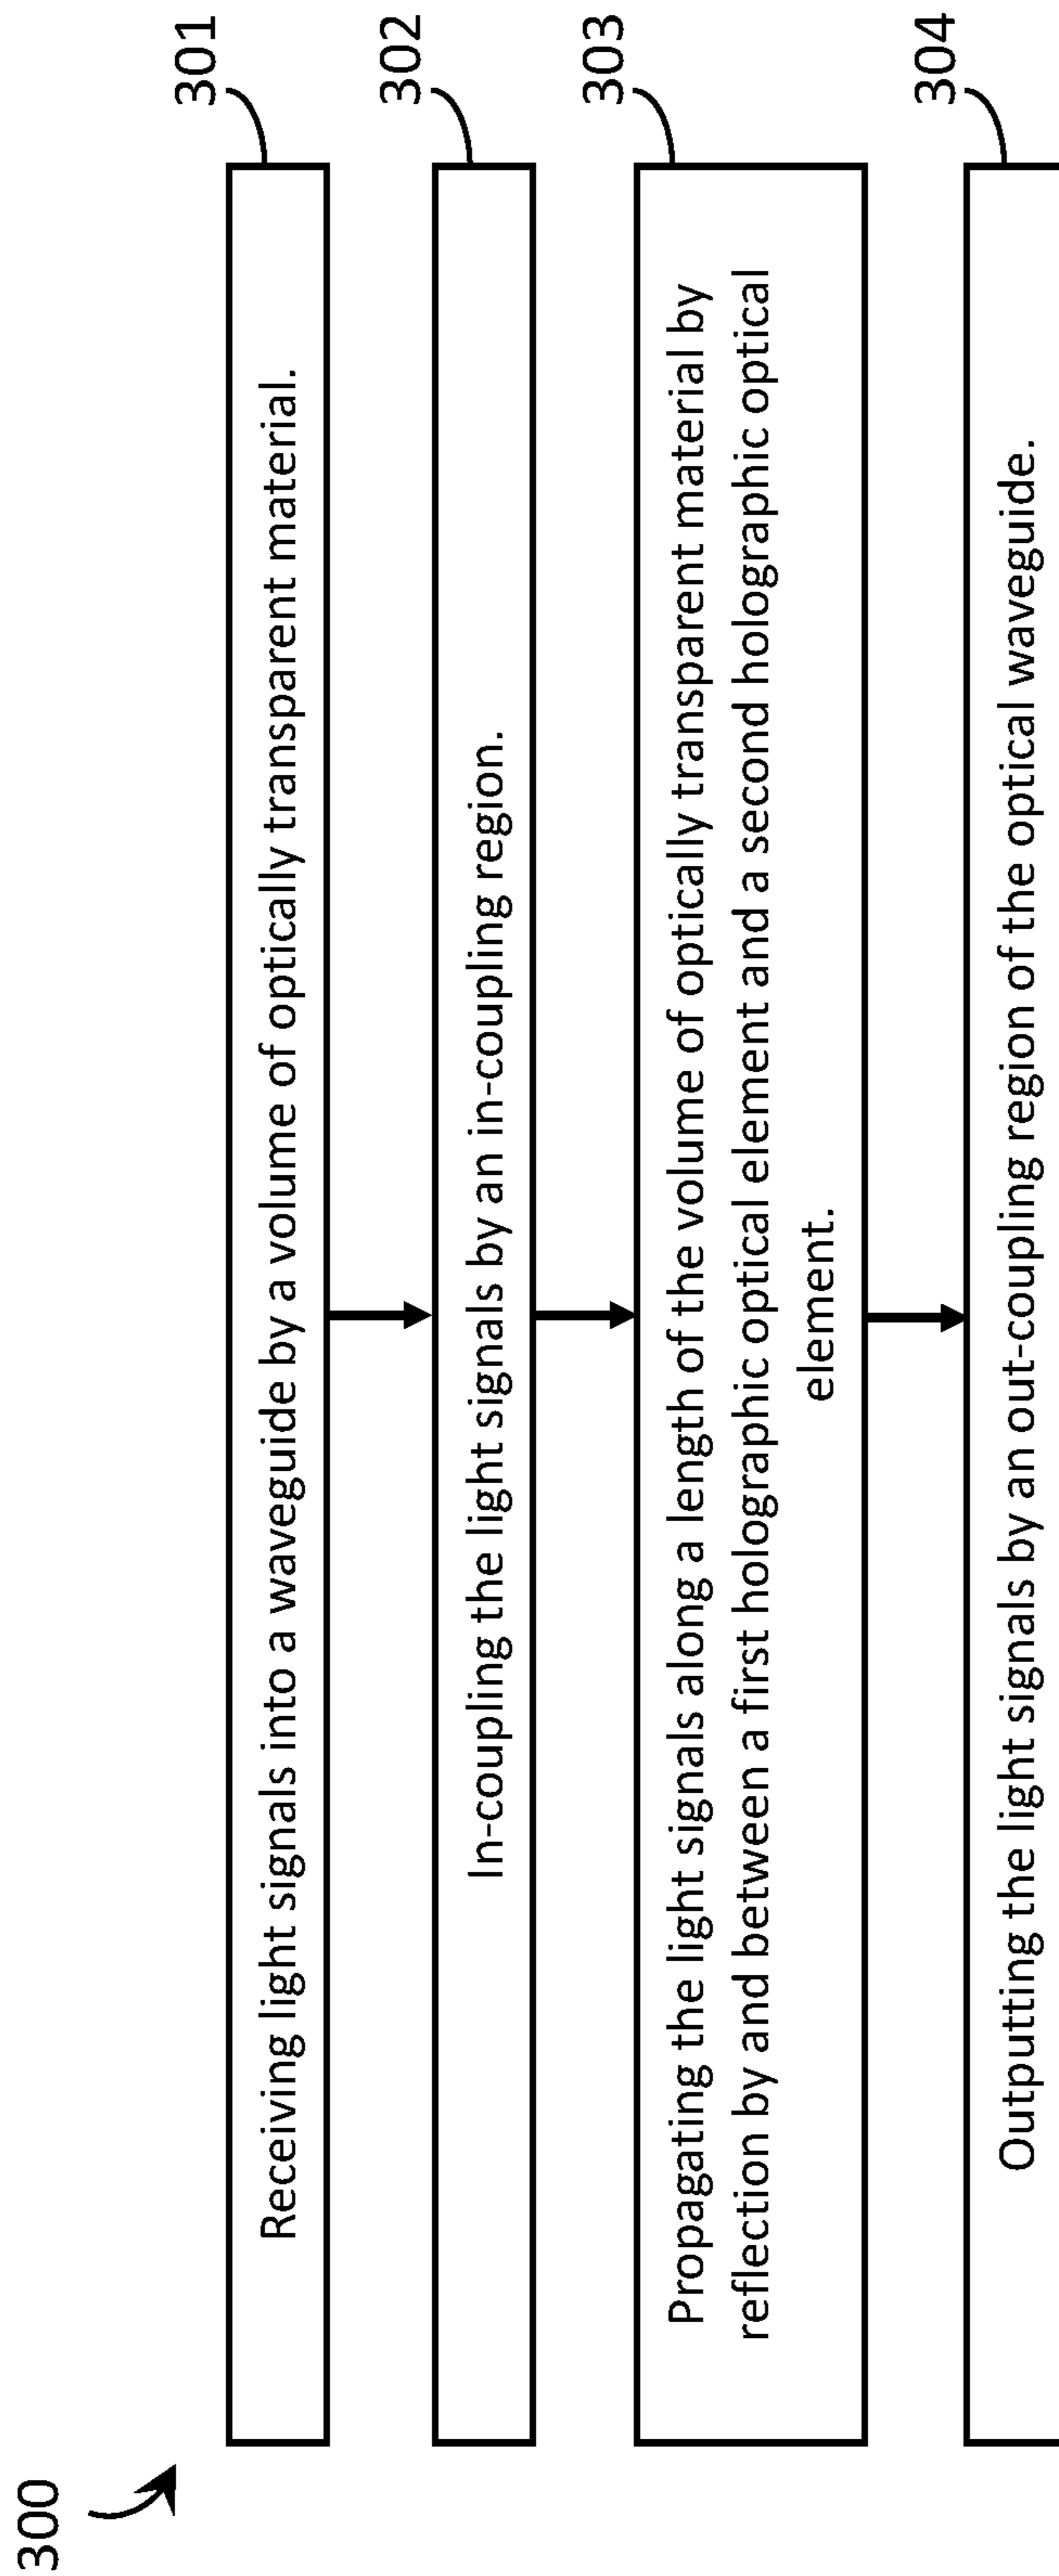 300
301
Receiving light signals into a waveguide by a volume of optically transparent material.
302
In-coupling the light signals by an in-coupling region.
303
Propagating the light signals along a length of the volume of optically transparent material by
reflection by and between a first holographic optical element and a second holographic optical
element.
304
Outputting the light signals by an out-coupling region of the optical waveguide.